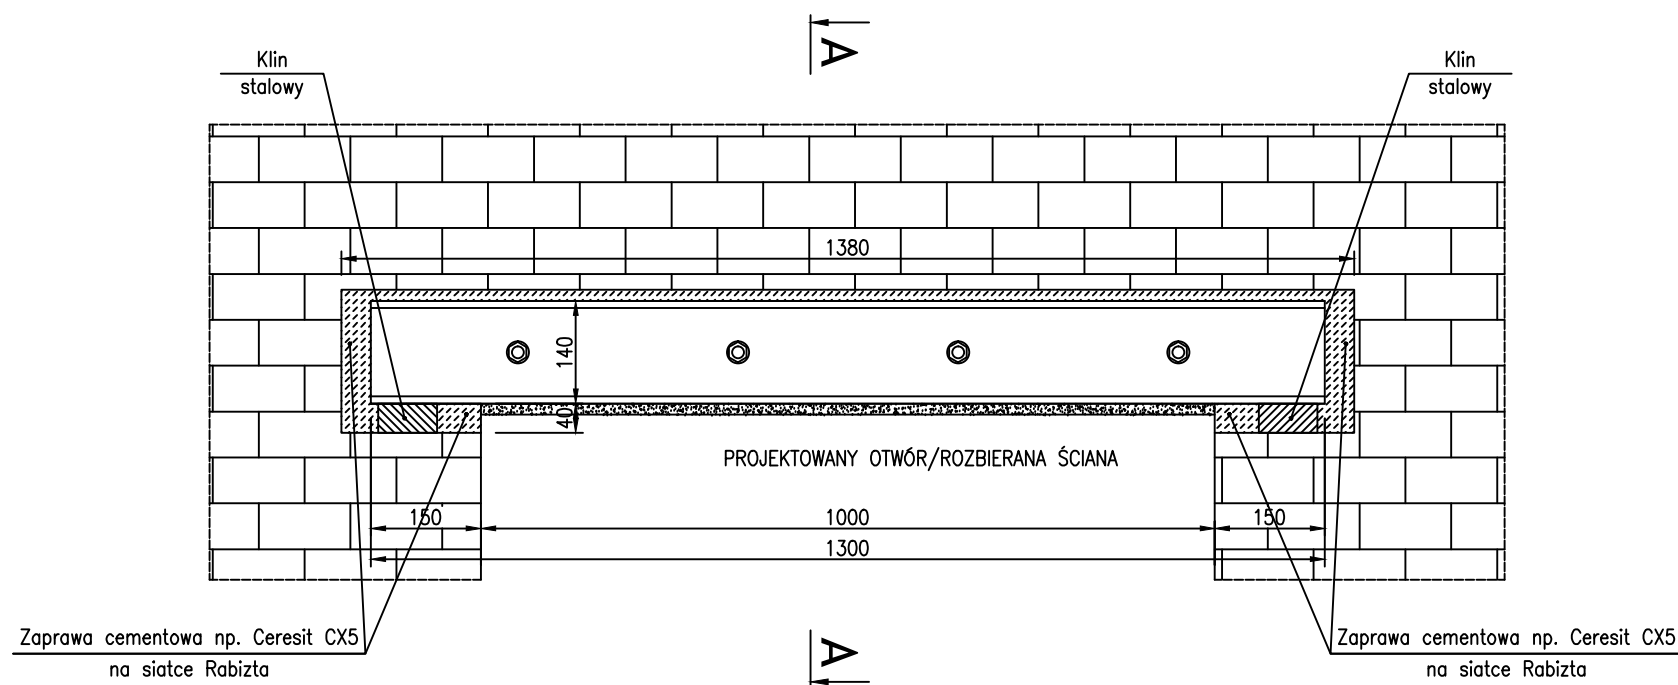 A
Klin
stalowy
Klin
stalowy
1380
140
40
PROJEKTOWANY OTWÓR/ROZBIERANA ŚCIANA
150
1000
150
1300
Zaprawa cementowa np. Ceresit CX5
na siatce Rabizta
A
Zaprawa cementowa np. Ceresit CX5
na siatce Rabizta